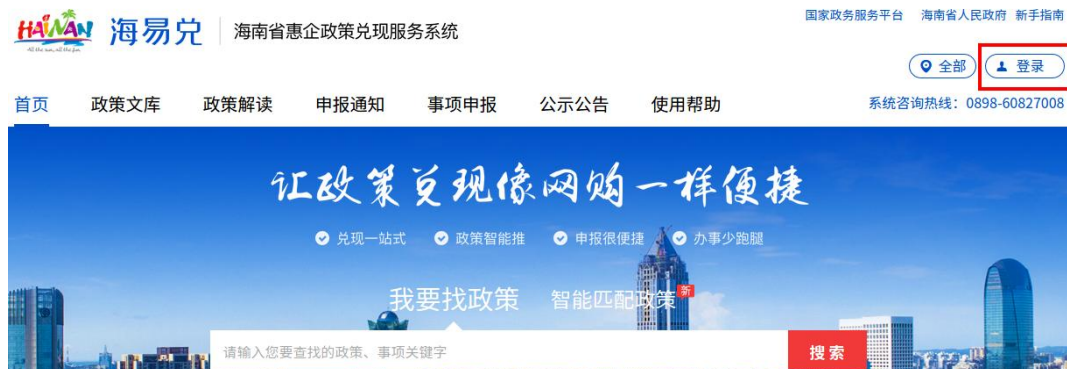 国家政务服务平台 海南省人民政府 新手指南
HAINAN 海易兑 海南省惠企政策兑现服务系统
All the sun, all the fun
全部 登录
首页 政策文库 政策解读 申报通知 事项申报 公示公告 使用帮助 系统咨询热线：0898-60827008
让政策兑现像网购一样便捷
兑现一站式 政策智能推 申报很便捷 办事少跑腿
我要找政策 智能匹配政策 新
请输入您要查找的政策、事项关键字 搜索